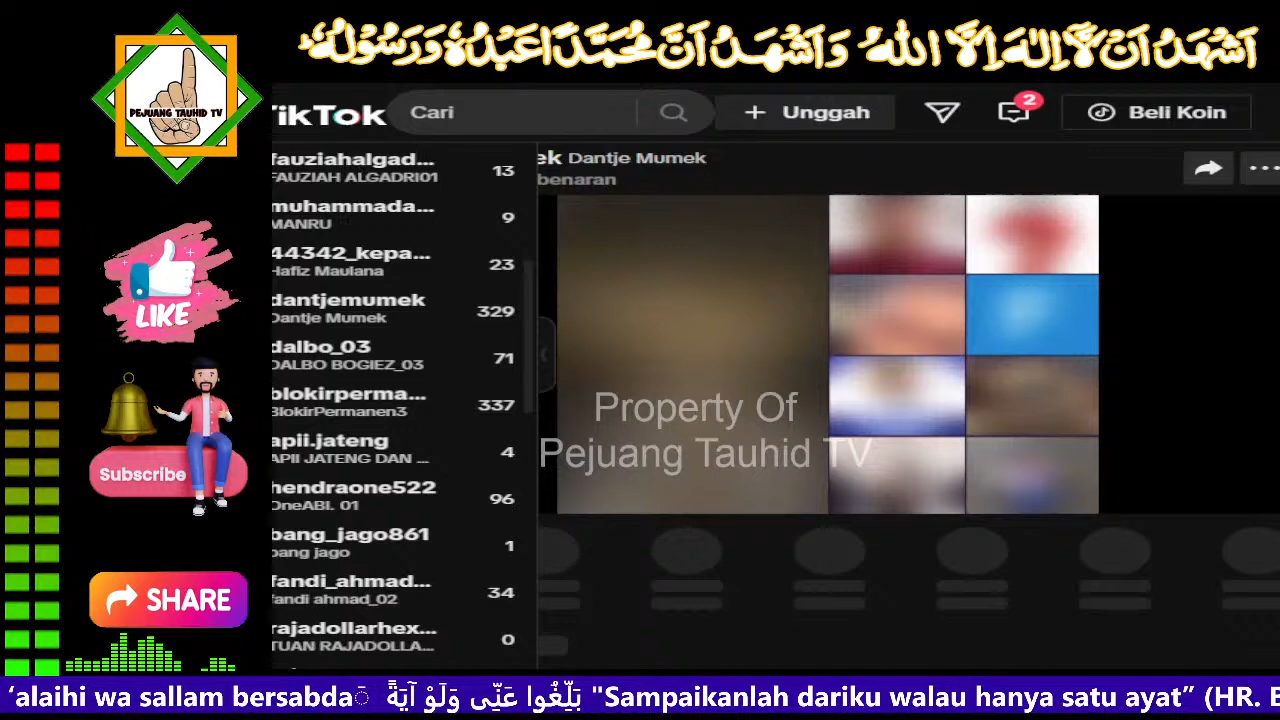 اَشْهَدُ اَنْ لَّآ اِلٰهَ اِلَّا اللهُ وَاَشْهَدُ اَنَّ مُحَمَّدًا عَبْدُهٗ وَرَسُوْلُهٗ
PEJUANG TAUHID TV
ikTok
Cari
Unggah
2
Beli Koin
fauziahalgad... 13
FAUZIAH ALGADRI01
muhammada... 9
MANRU
44342_kepa... 23
Hafiz Maulana
dantjemumek 329
Dantje Mumek
dalbo_03 71
DALBO BOGIEZ_03
blokirperma... 337
BlokirPermanen3
apii.jateng 4
APII JATENG DAN ...
hendraone522 96
OneABI. 01
bang_jago861 1
bang jago
fandi_ahmad... 34
fandi ahmad_02
rajadollarhex... 0
TUAN RAJADOLLA...
ek Dantje Mumek
benaran
Property Of
Pejuang Tauhid TV
LIKE
Subscribe
SHARE
‘alaihi wa sallam bersabda بَلِّغُوا عَنِّى وَلَوْ آيَةً "Sampaikanlah dariku walau hanya satu ayat” (HR. B